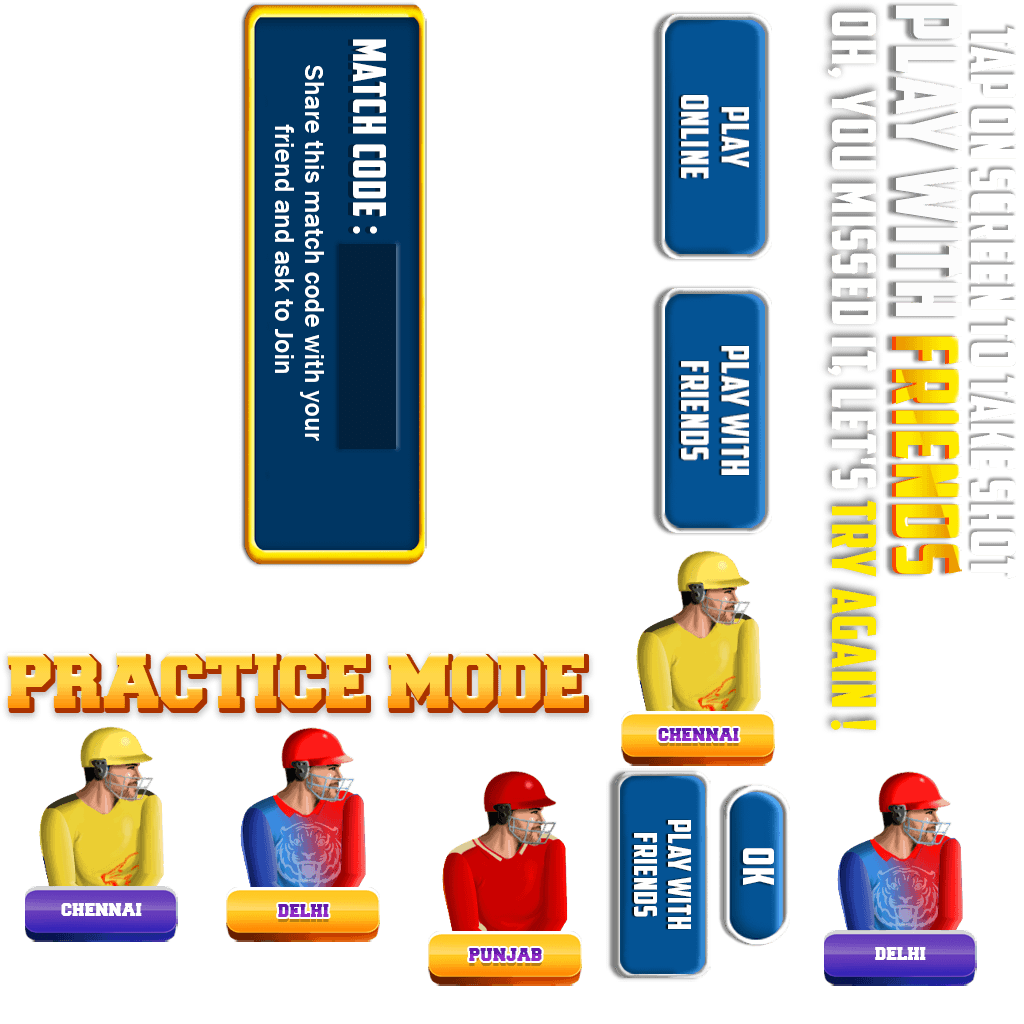 MATCH CODE :
Share this match code with your
friend and ask to Join
PLAY
ONLINE
PLAY WITH
FRIENDS
TAP ON SCREEN TO TAKE SHOT
PLAY WITH FRIENDS
OH, YOU MISSED IT, LET'S TRY AGAIN !
PRACTICE MODE
CHENNAI
CHENNAI
DELHI
PUNJAB
PLAY WITH
FRIENDS
OK
DELHI